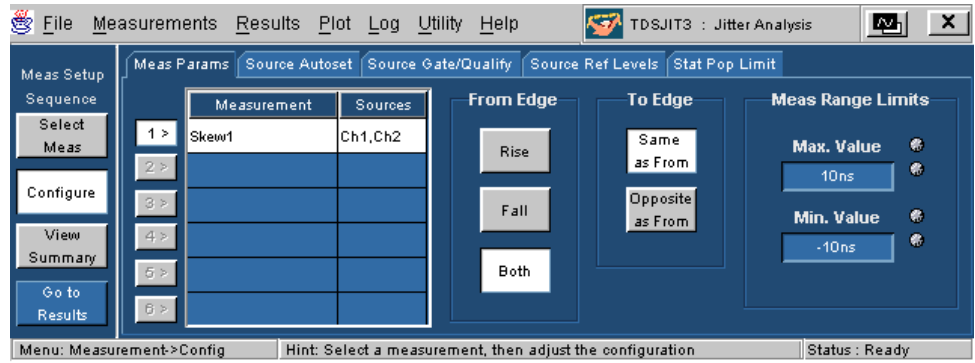 File Measurements Results Plot Log Utility Help TDSJIT3 : Jitter Analysis X
Meas Setup
Sequence
Select
Meas
Configure
View
Summary
Go to
Results
Meas Params Source Autoset Source Gate/Qualify Source Ref Levels Stat Pop Limit
Measurement Sources
1 > Skew1 Ch1,Ch2
2 >
3 >
4 >
5 >
6 >
From Edge
Rise
Fall
Both
To Edge
Same
as From
Opposite
as From
Meas Range Limits
Max. Value
10ns
Min. Value
-10ns
Menu: Measurement->Config Hint: Select a measurement, then adjust the configuration Status : Ready